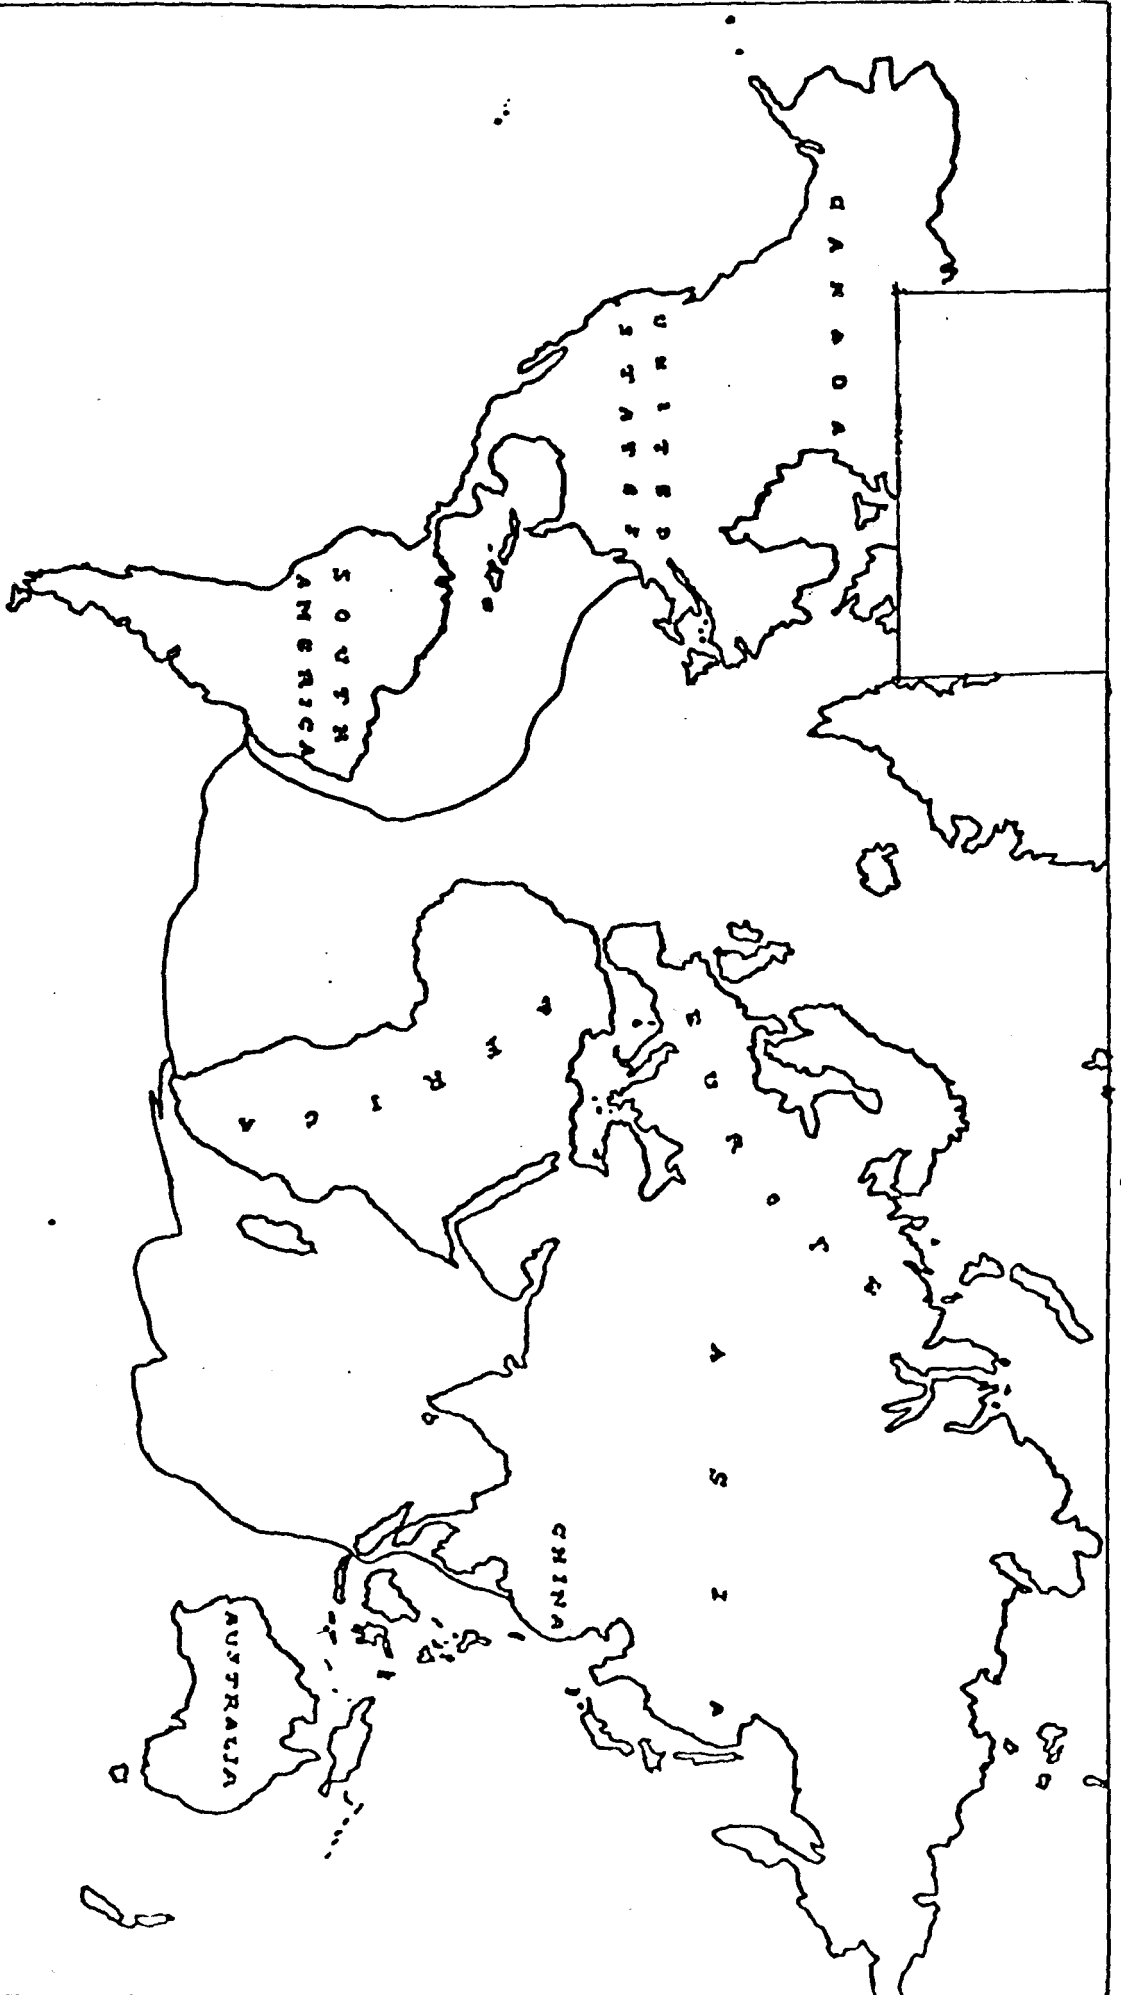 CANADA
UNITED
STATES
SOUTH
AMERICA
EUROPE
AFRICA
ASIA
CHINA
AUSTRALIA